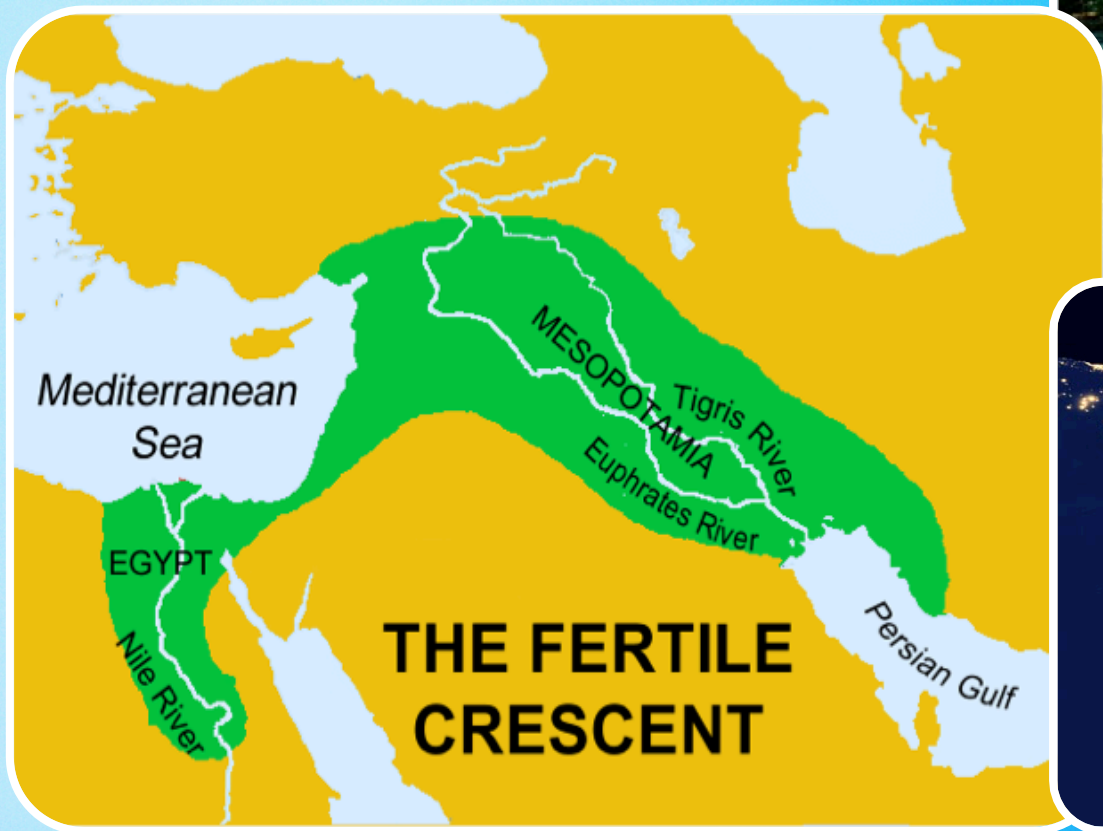 Mediterranean
Sea
MESOPOTAMIA
Tigris River
Euphrates River
EGYPT
Nile River
Persian Gulf
THE FERTILE
CRESCENT